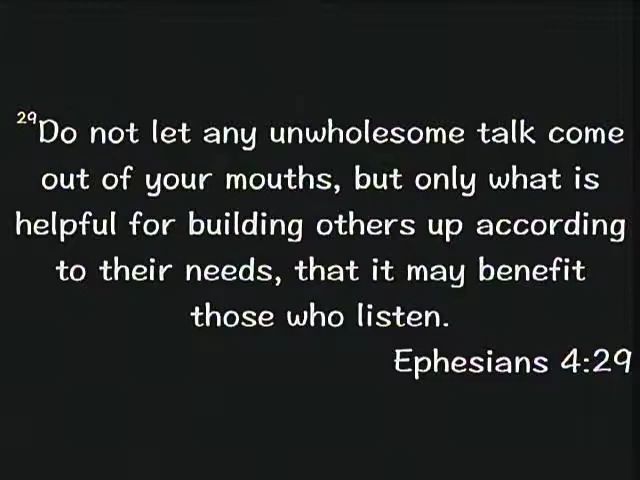 29Do not let any unwholesome talk come
out of your mouths, but only what is
helpful for building others up according
to their needs, that it may benefit
those who listen.
Ephesians 4:29